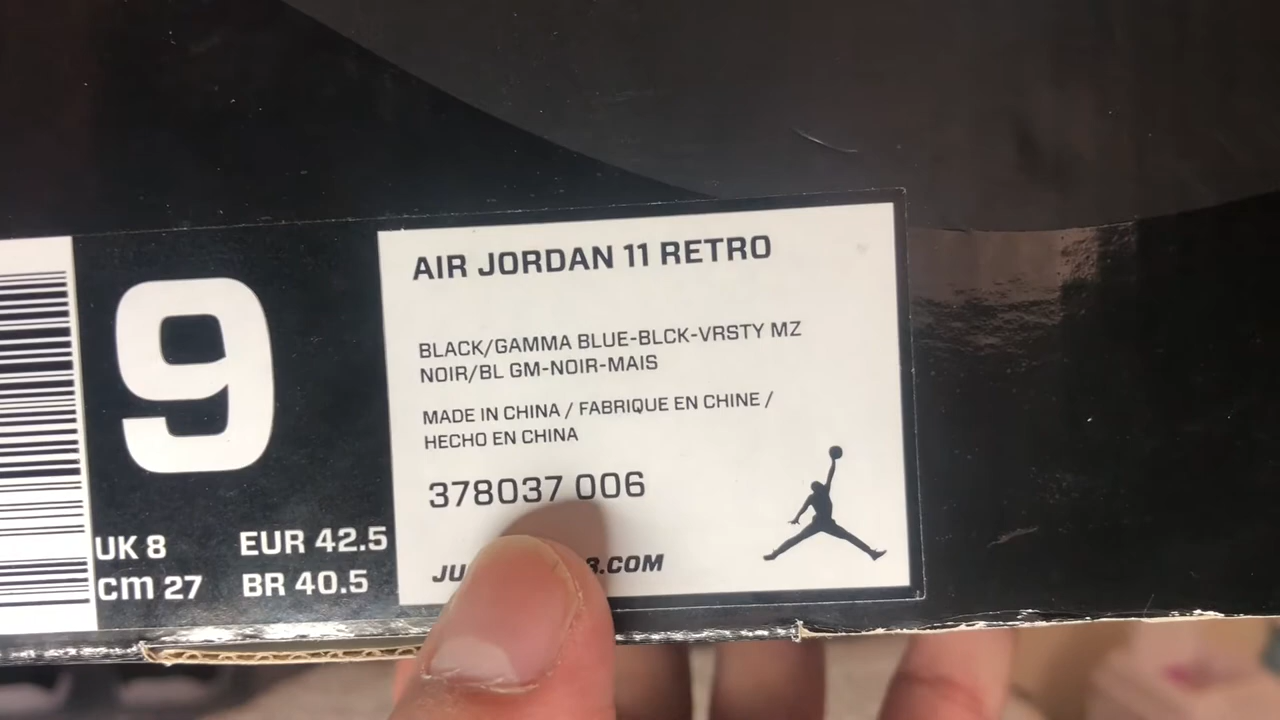 9
UK 8 EUR 42.5
cm 27 BR 40.5
AIR JORDAN 11 RETRO
BLACK/GAMMA BLUE-BLCK-VRSTY MZ
NOIR/BL GM-NOIR-MAIS
MADE IN CHINA / FABRIQUE EN CHINE /
HECHO EN CHINA
378037 006